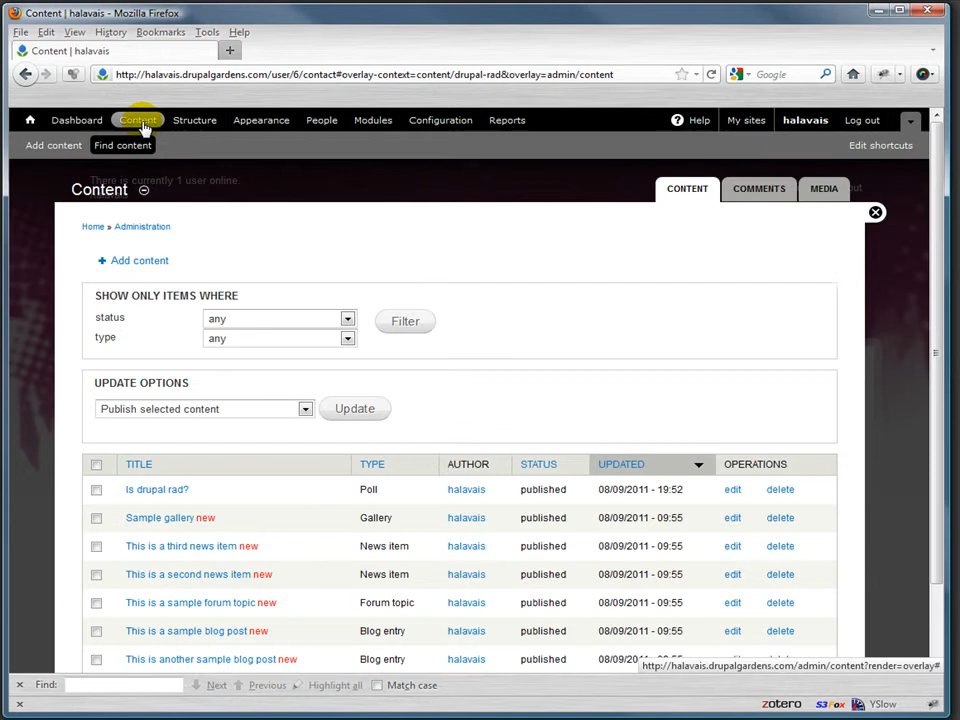 Content | halavais - Mozilla Firefox
File Edit View History Bookmarks Tools Help
Content | halavais
http://halavais.drupalgardens.com/user/6/contact#overlay-context=content/drupal-rad&overlay=admin/content
Google
Dashboard Content Structure Appearance People Modules Configuration Reports Help My sites halavais Log out
Add content Find content Edit shortcuts
There is currently 1 user online.
Content CONTENT COMMENTS MEDIA
Home » Administration
+ Add content
SHOW ONLY ITEMS WHERE
status any Filter
type any
UPDATE OPTIONS
Publish selected content Update
TITLE TYPE AUTHOR STATUS UPDATED OPERATIONS
Is drupal rad? Poll halavais published 08/09/2011 - 19:52 edit delete
Sample gallery new Gallery halavais published 08/09/2011 - 09:55 edit delete
This is a third news item new News item halavais published 08/09/2011 - 09:55 edit delete
This is a second news item new News item halavais published 08/09/2011 - 09:55 edit delete
This is a sample forum topic new Forum topic halavais published 08/09/2011 - 09:55 edit delete
This is a sample blog post new Blog entry halavais published 08/09/2011 - 09:55 edit delete
This is another sample blog post new Blog entry halavais published
http://halavais.drupalgardens.com/admin/content?render=overlay#
Find: Next Previous Highlight all Match case
zotero S3Fox YSlow